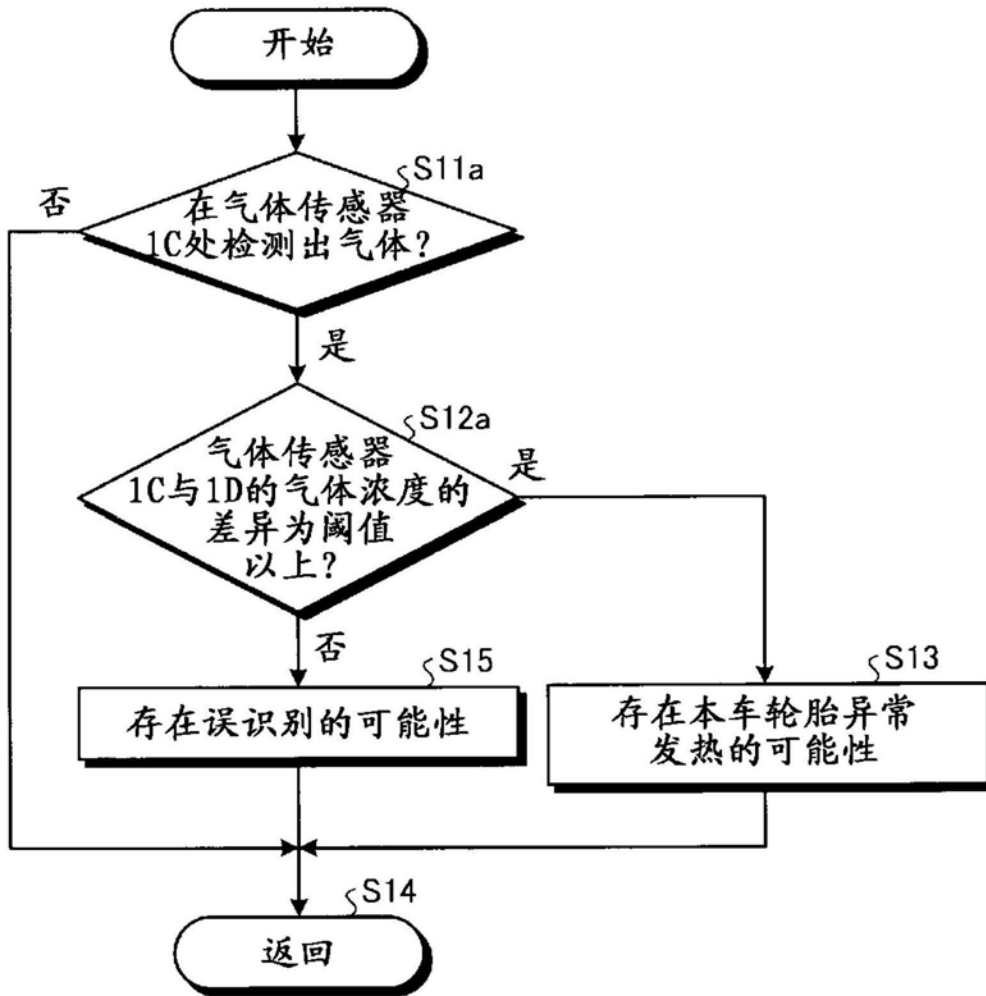 开始
S11a
否
在气体传感器
1C处检测出气体?
是
S12a
气体传感器
1C与1D的气体浓度的
差异为阈值
以上?
是
否
S15
存在误识别的可能性
S13
存在本车轮胎异常
发热的可能性
S14
返回